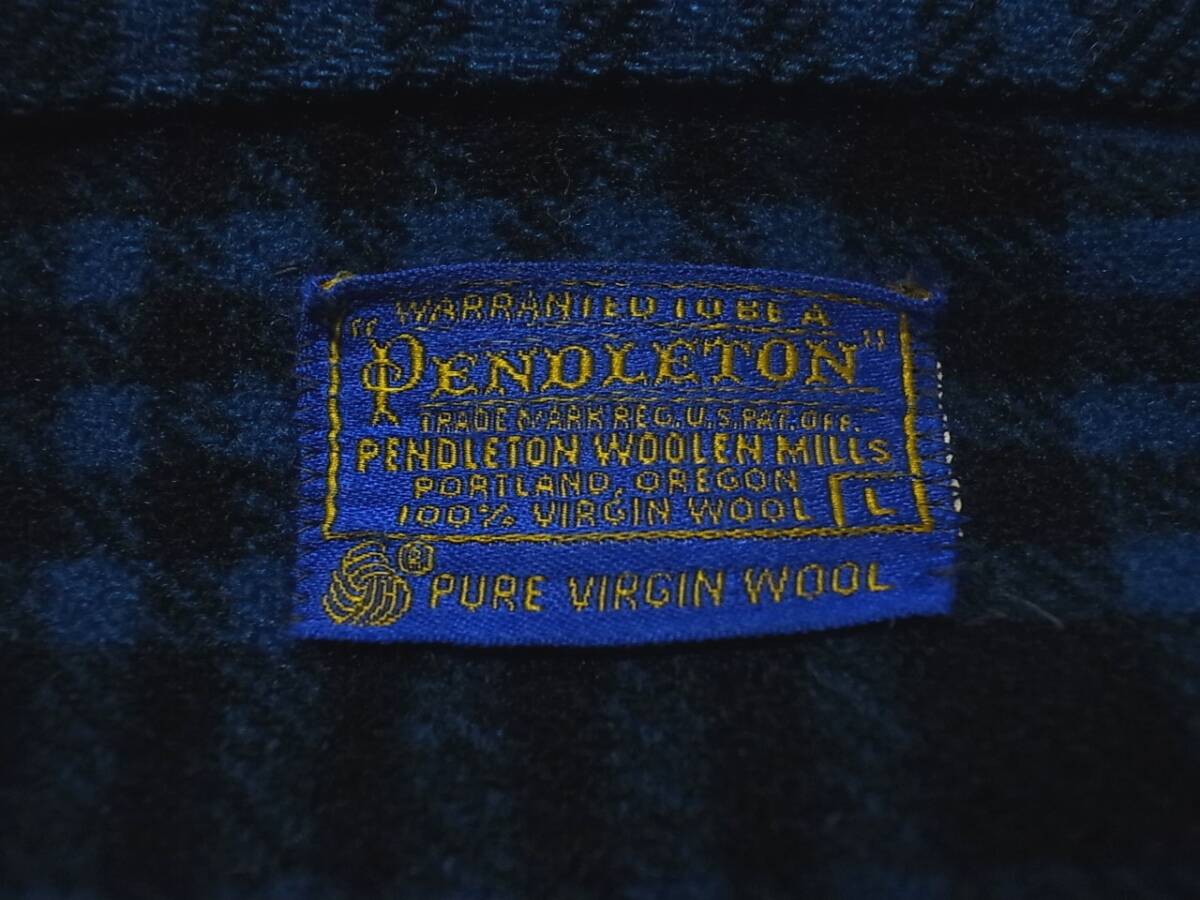 WARRANTED TO BE A
"PENDLETON"
TRADE MARK REG. U.S. PAT. OFF.
PENDLETON WOOLEN MILLS
PORTLAND, OREGON
100% VIRGIN WOOL L
® PURE VIRGIN WOOL